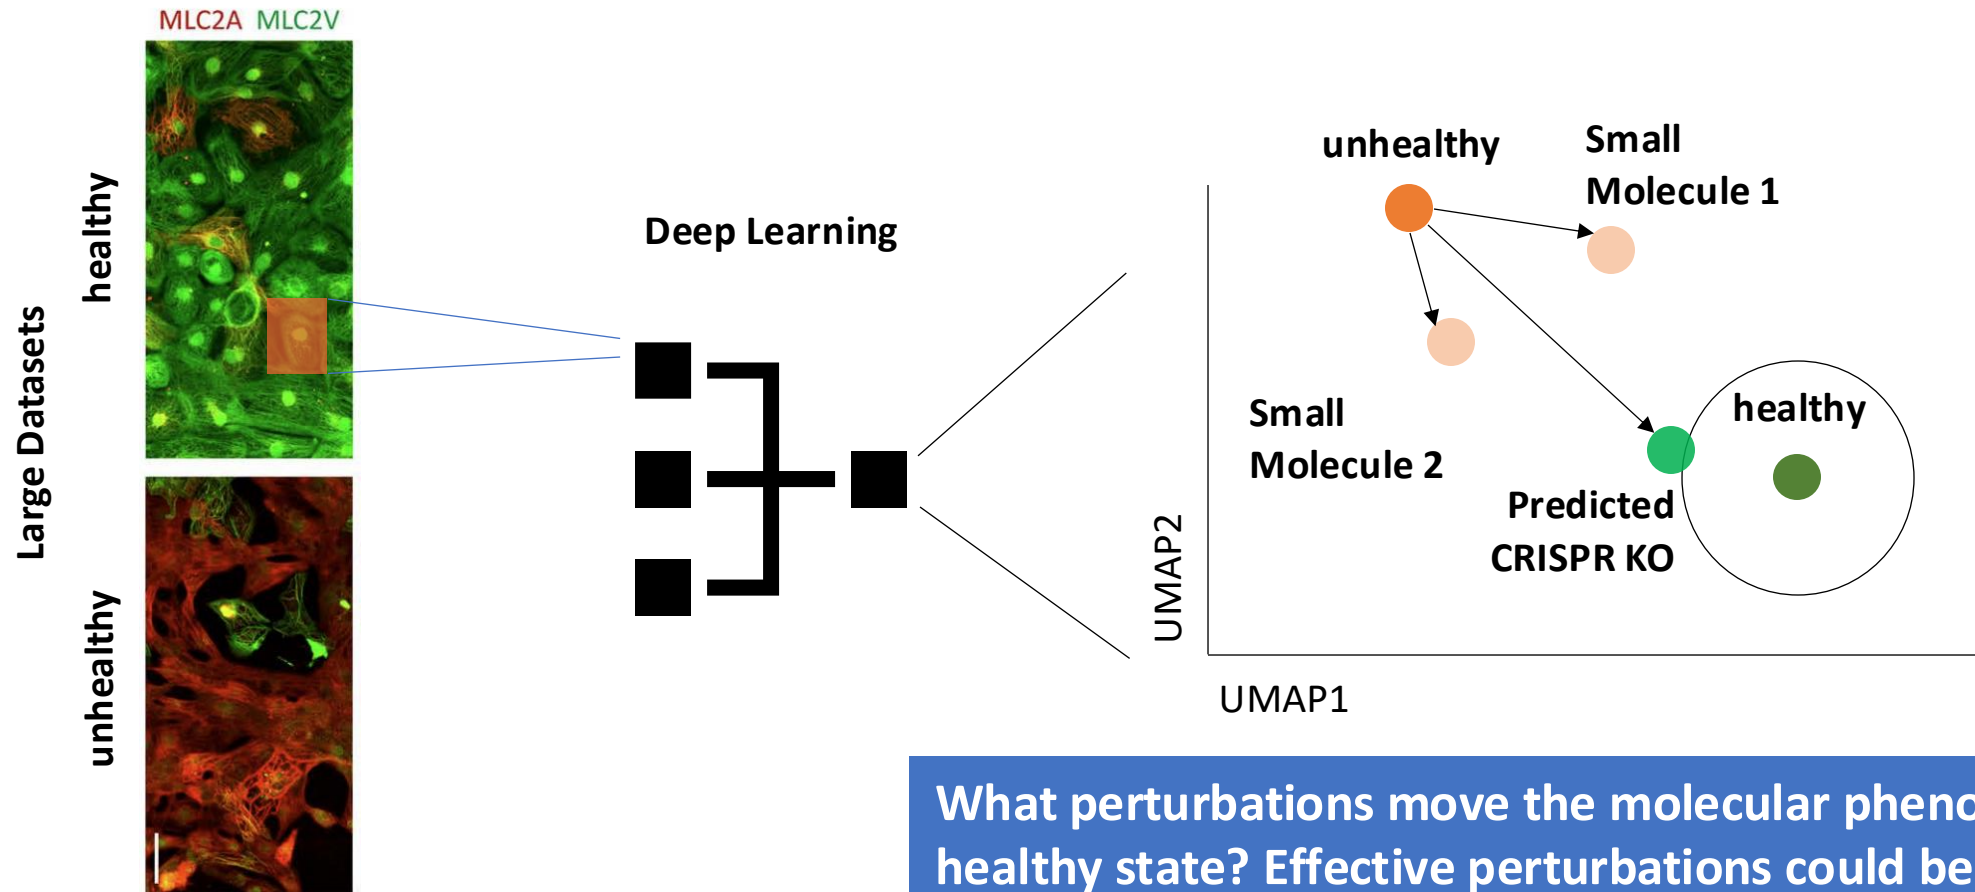 MLC2A MLC2V
Large Datasets
healthy
unhealthy
Deep Learning
unhealthy
Small
Molecule 1
Small
Molecule 2
healthy
Predicted
CRISPR KO
UMAP2
UMAP1
What perturbations move the molecular pheno
healthy state? Effective perturbations could be